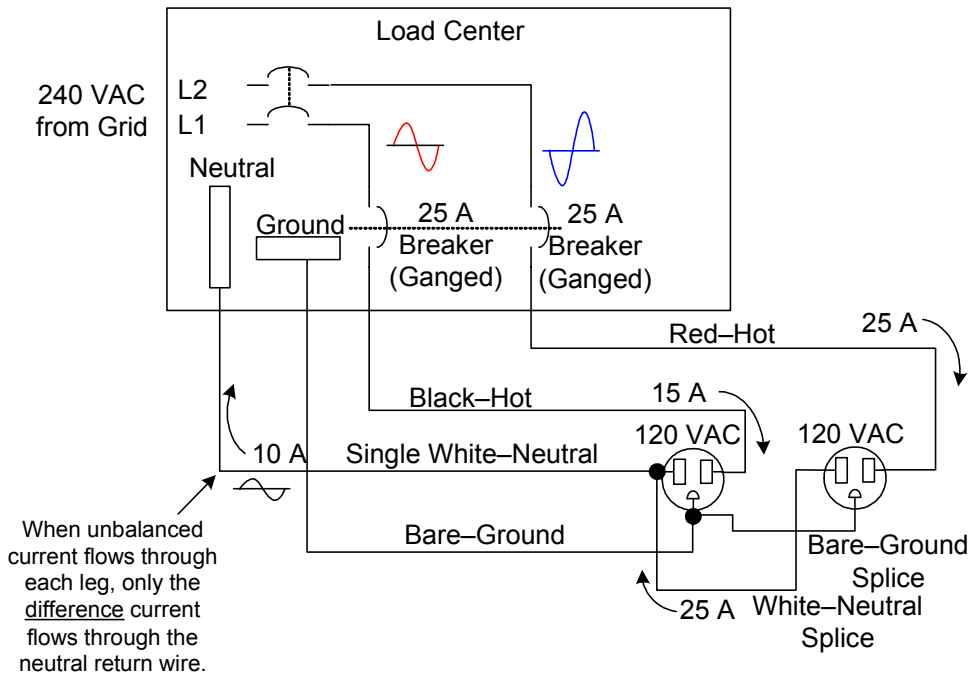 Load Center
240 VAC
from Grid
L2
L1
Neutral
Ground
25 A
Breaker
(Ganged)
25 A
Breaker
(Ganged)
Red–Hot
25 A
Black–Hot
15 A
120 VAC
120 VAC
10 A
Single White–Neutral
When unbalanced
current flows through
each leg, only the
difference current
flows through the
neutral return wire.
Bare–Ground
Bare–Ground
Splice
25 A
White–Neutral
Splice